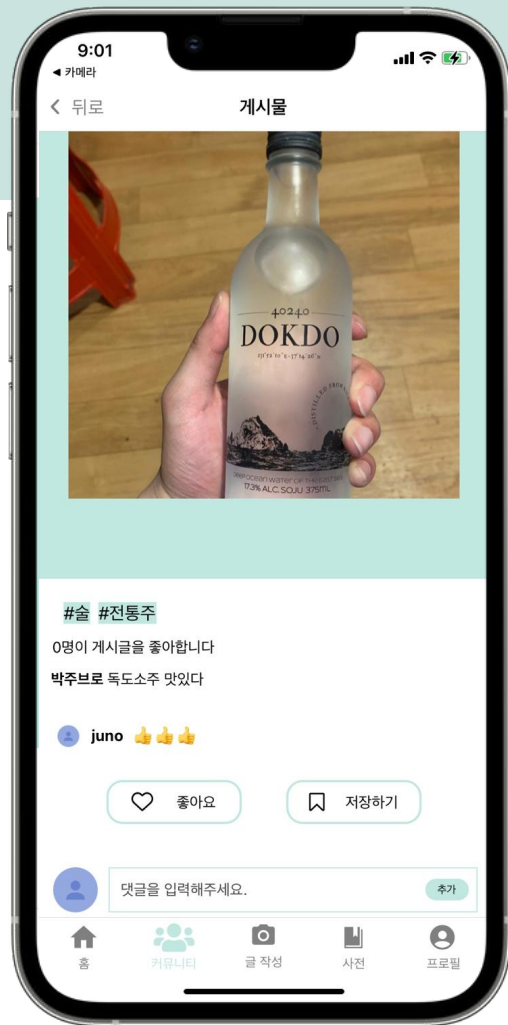 9:01
◀ 카메라
뒤로
게시물
40240
DOKDO
DISTILLED FROM
17.3% ALC. SOJU 375ML
#술 #전통주
0명이 게시글을 좋아합니다
박주브로 독도소주 맛있다
juno 👍👍👍
좋아요
저장하기
댓글을 입력해주세요.
추가
홈
커뮤니티
글 작성
사전
프로필